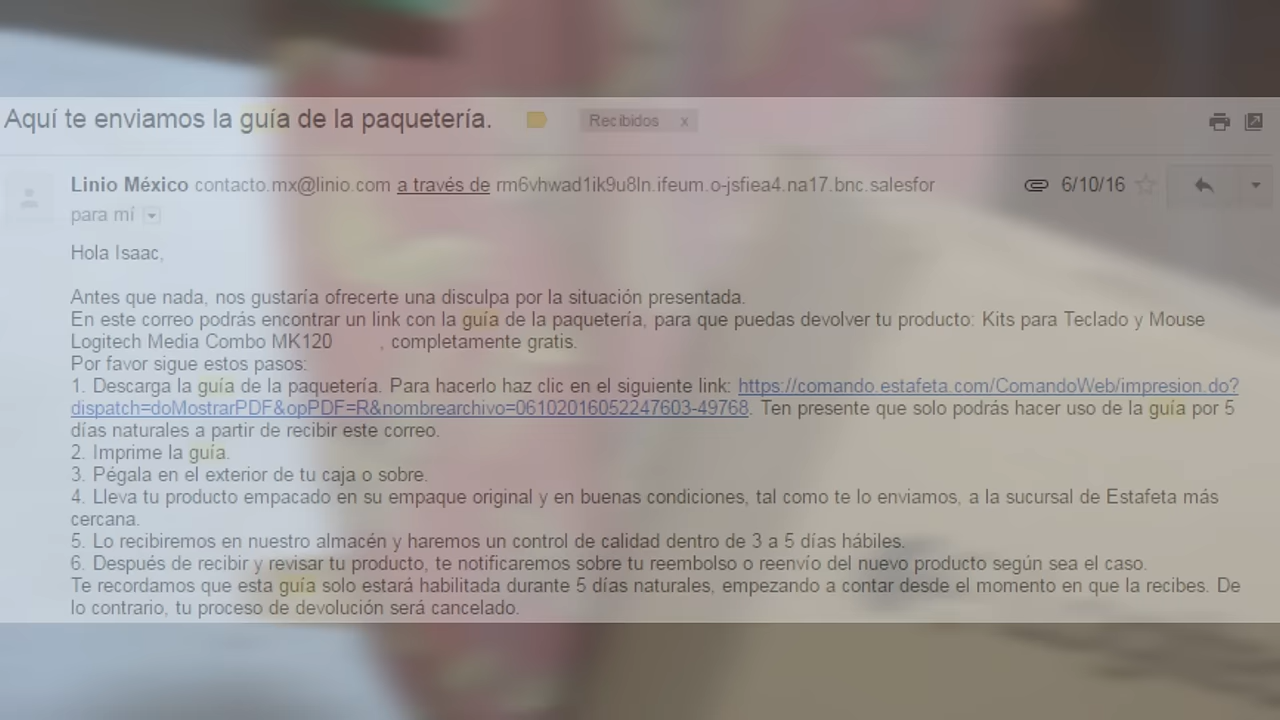 Aquí te enviamos la guía de la paquetería. Recibidos x
Linio México contacto.mx@linio.com a través de rm6vhwad1ik9u8ln.ifeum.o-jsfiea4.na17.bnc.salesfor 6/10/16
para mí
Hola Isaac,
Antes que nada, nos gustaría ofrecerte una disculpa por la situación presentada.
En este correo podrás encontrar un link con la guía de la paquetería, para que puedas devolver tu producto: Kits para Teclado y Mouse
Logitech Media Combo MK120 , completamente gratis.
Por favor sigue estos pasos:
1. Descarga la guía de la paquetería. Para hacerlo haz clic en el siguiente link: https://comando.estafeta.com/ComandoWeb/impresion.do?
dispatch=doMostrarPDF&opPDF=R&nombrearchivo=06102016052247603-49768. Ten presente que solo podrás hacer uso de la guía por 5
días naturales a partir de recibir este correo.
2. Imprime la guía.
3. Pégala en el exterior de tu caja o sobre.
4. Lleva tu producto empacado en su empaque original y en buenas condiciones, tal como te lo enviamos, a la sucursal de Estafeta más
cercana.
5. Lo recibiremos en nuestro almacén y haremos un control de calidad dentro de 3 a 5 días hábiles.
6. Después de recibir y revisar tu producto, te notificaremos sobre tu reembolso o reenvío del nuevo producto según sea el caso.
Te recordamos que esta guía solo estará habilitada durante 5 días naturales, empezando a contar desde el momento en que la recibes. De
lo contrario, tu proceso de devolución será cancelado.